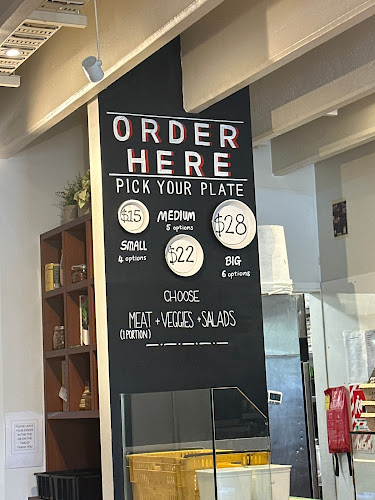 ORDER
HERE
PICK YOUR PLATE
$15
SMALL
4 options
MEDIUM
5 options
$22
$28
BIG
6 options
CHOOSE
MEAT + VEGGIES + SALADS
(1 PORTION)